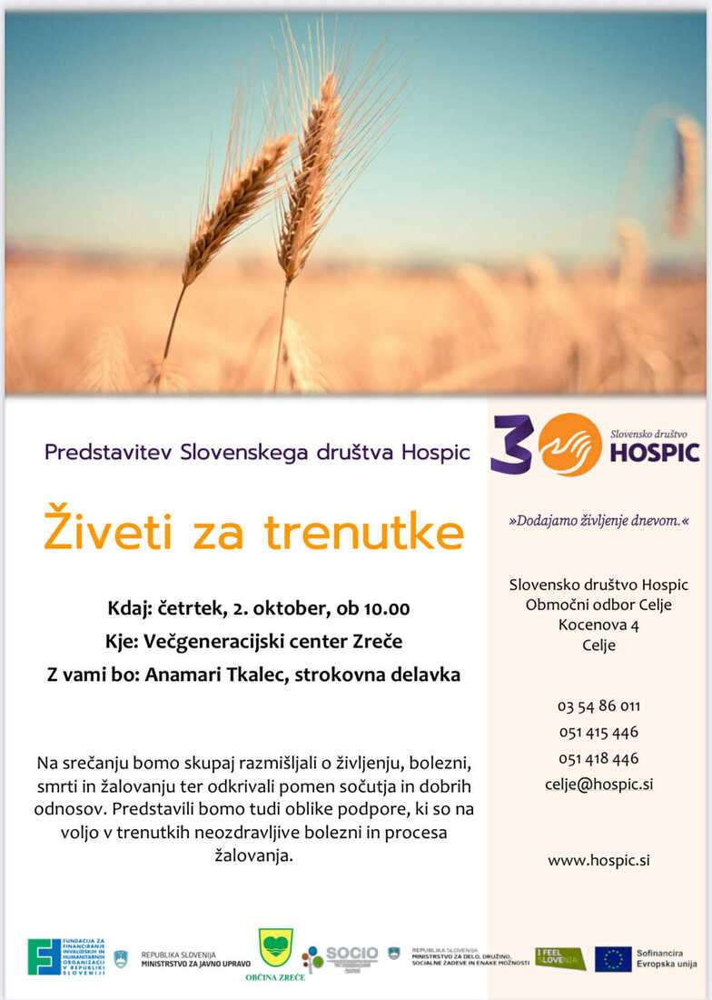 Predstavitev Slovenskega društva Hospic
Živeti za trenutke
Kdaj: četrtek, 2. oktober, ob 10.00
Kje: Večgeneracijski center Zreče
Z vami bo: Anamari Tkalec, strokovna delavka
Na srečanju bomo skupaj razmišljali o življenju, bolezni,
smrti in žalovanju ter odkrivali pomen sočutja in dobrih
odnosov. Predstavili bomo tudi oblike podpore, ki so na
voljo v trenutkih neozdravljive bolezni in procesa
žalovanja.
30
Slovensko društvo
HOSPIC
»Dodajamo življenje dnevom.«
Slovensko društvo Hospic
Območni odbor Celje
Kocenova 4
Celje
03 54 86 011
051 415 446
051 418 446
celje@hospic.si
www.hospic.si
FUNDACIJA ZA
FINANCIRANJE
INVALIDSKIH IN
HUMANITARNIH
ORGANIZACIJ
V REPUBLIKI
SLOVENIJI
REPUBLIKA SLOVENIJA
MINISTRSTVO ZA JAVNO UPRAVO
OBČINA ZREČE
SOCIO
REPUBLIKA SLOVENIJA
MINISTRSTVO ZA DELO, DRUŽINO,
SOCIALNE ZADEVE IN ENAKE MOŽNOSTI
I FEEL
SLOVENIA
Sofinancira
Evropska unija